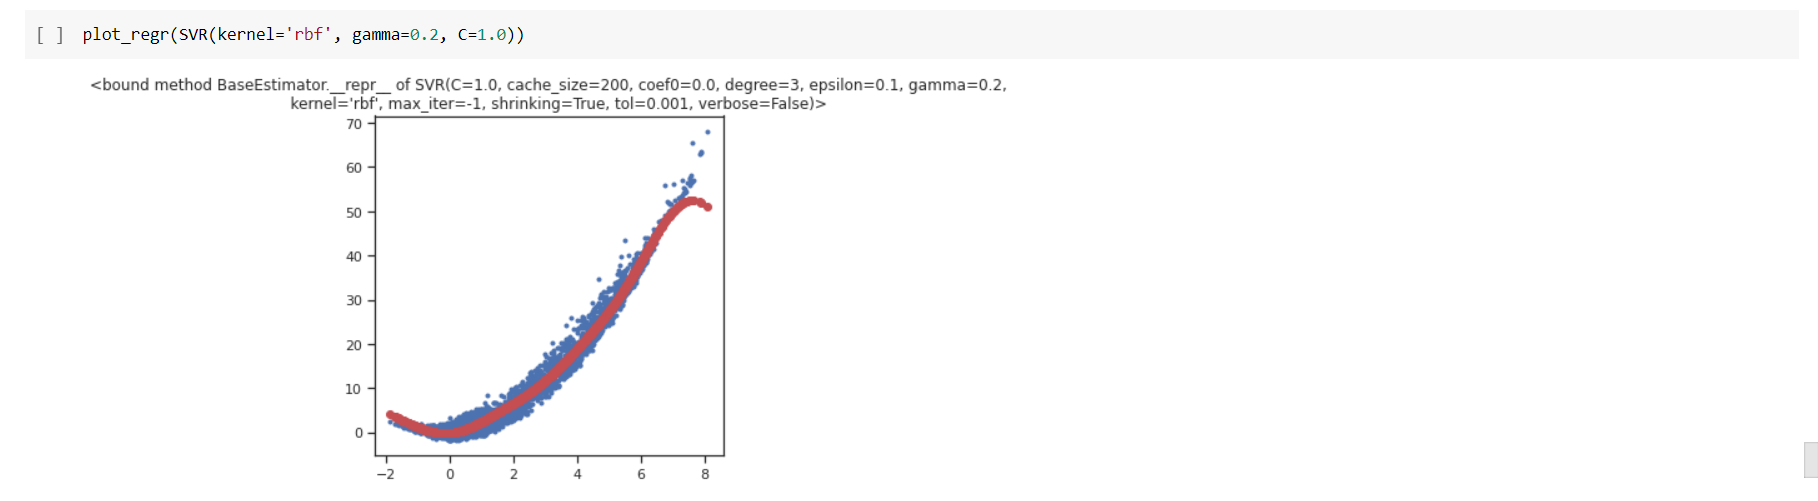 [ ] plot_regr(SVR(kernel='rbf', gamma=0.2, C=1.0))
<bound method BaseEstimator.__repr__ of SVR(C=1.0, cache_size=200, coef0=0.0, degree=3, epsilon=0.1, gamma=0.2,
kernel='rbf', max_iter=-1, shrinking=True, tol=0.001, verbose=False)>
70
60
50
40
30
20
10
0
−2 0 2 4 6 8